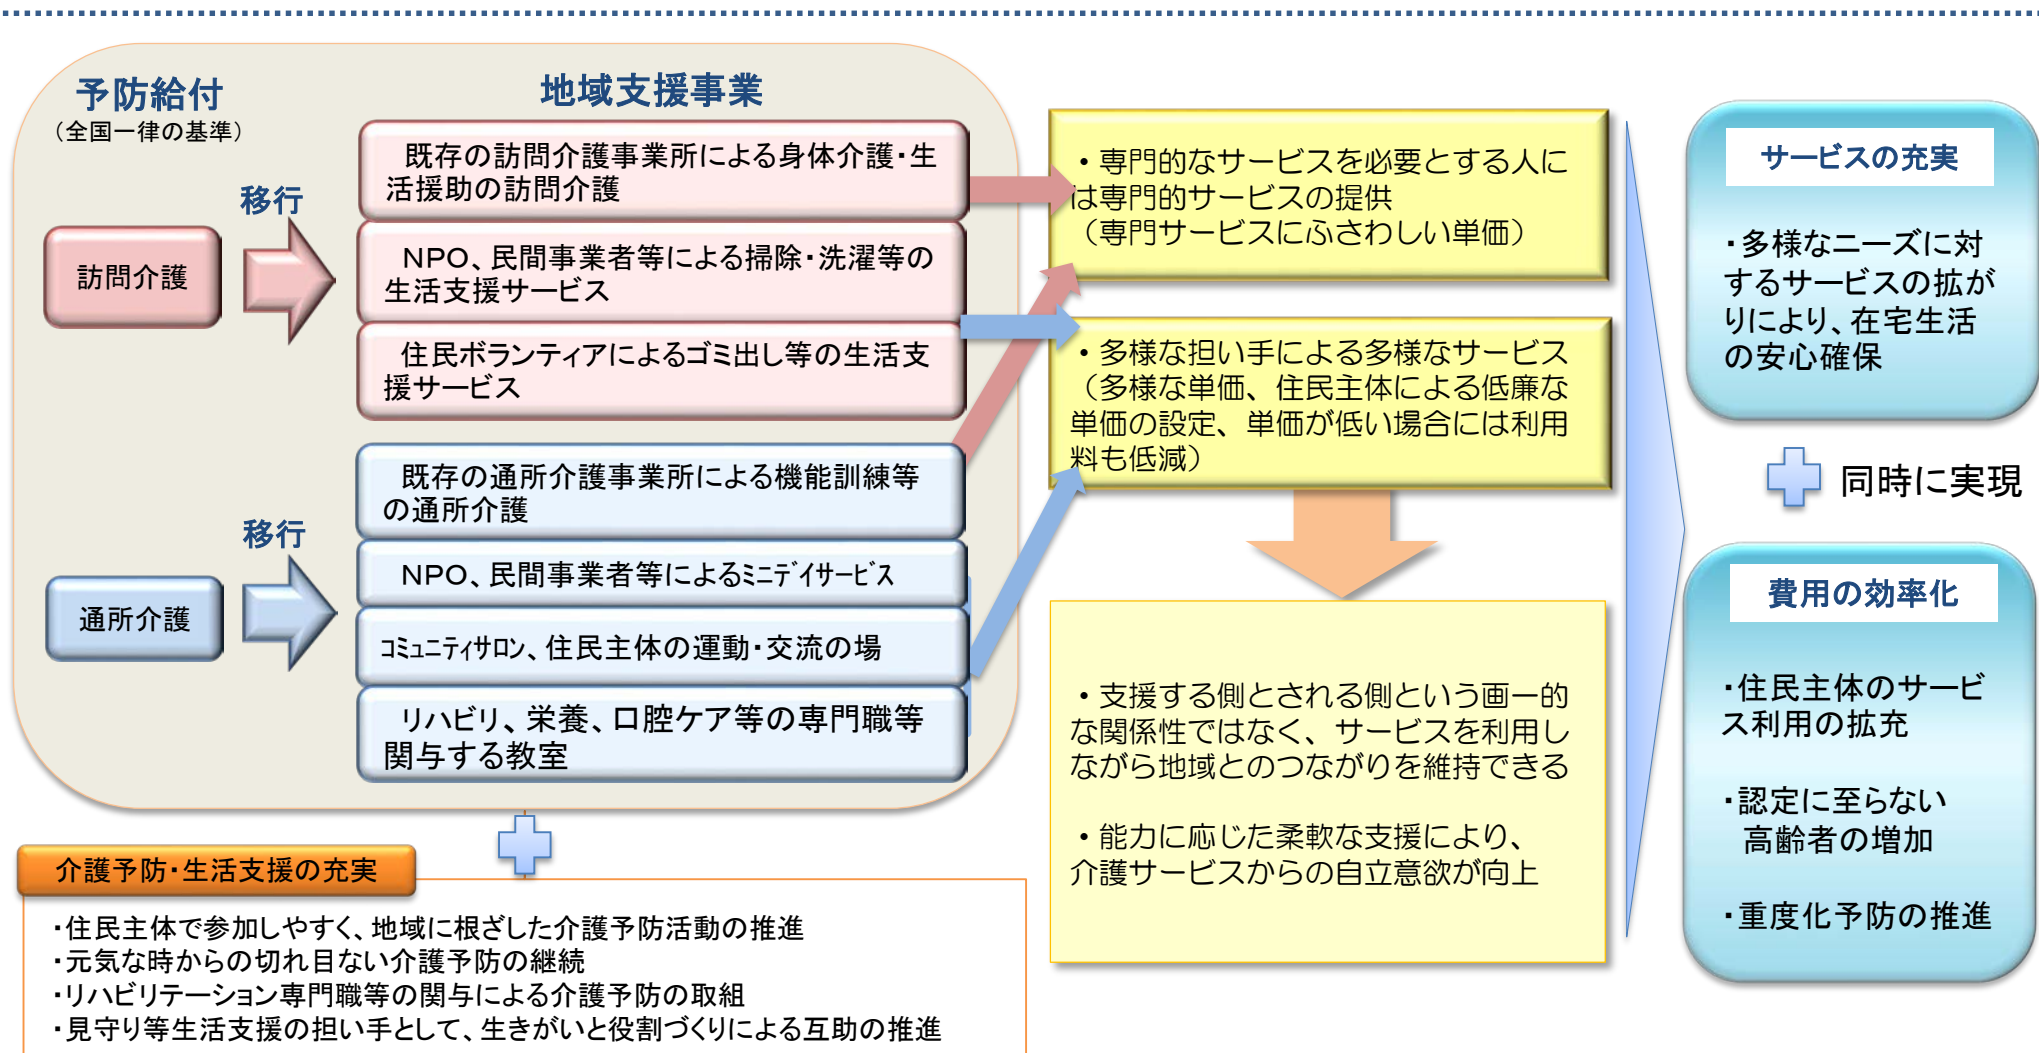 予防給付
（全国一律の基準）
地域支援事業
移行
訪問介護
既存の訪問介護事業所による身体介護・生
活援助の訪問介護
ＮＰＯ、民間事業者等による掃除・洗濯等の
生活支援サービス
住民ボランティアによるゴミ出し等の生活支
援サービス
移行
通所介護
既存の通所介護事業所による機能訓練等
の通所介護
ＮＰＯ、民間事業者等によるﾐﾆﾃﾞｲサービス
ｺﾐｭﾆﾃｨｻﾛﾝ、住民主体の運動・交流の場
リハビリ、栄養、口腔ケア等の専門職等
関与する教室
介護予防・生活支援の充実
・住民主体で参加しやすく、地域に根ざした介護予防活動の推進
・元気な時からの切れ目ない介護予防の継続
・リハビリテーション専門職等の関与による介護予防の取組
・見守り等生活支援の担い手として、生きがいと役割づくりによる互助の推進
・専門的なサービスを必要とする人に
は専門的サービスの提供
（専門サービスにふさわしい単価）
・多様な担い手による多様なサービス
（多様な単価、住民主体による低廉な
単価の設定、単価が低い場合には利用
料も低減）
・支援する側とされる側という画一的
な関係性ではなく、サービスを利用し
ながら地域とのつながりを維持できる
・能力に応じた柔軟な支援により、
介護サービスからの自立意欲が向上
サービスの充実
・多様なニーズに対
するサービスの拡が
りにより、在宅生活
の安心確保
同時に実現
費用の効率化
・住民主体のサービ
ス利用の拡充
・認定に至らない
高齢者の増加
・重度化予防の推進